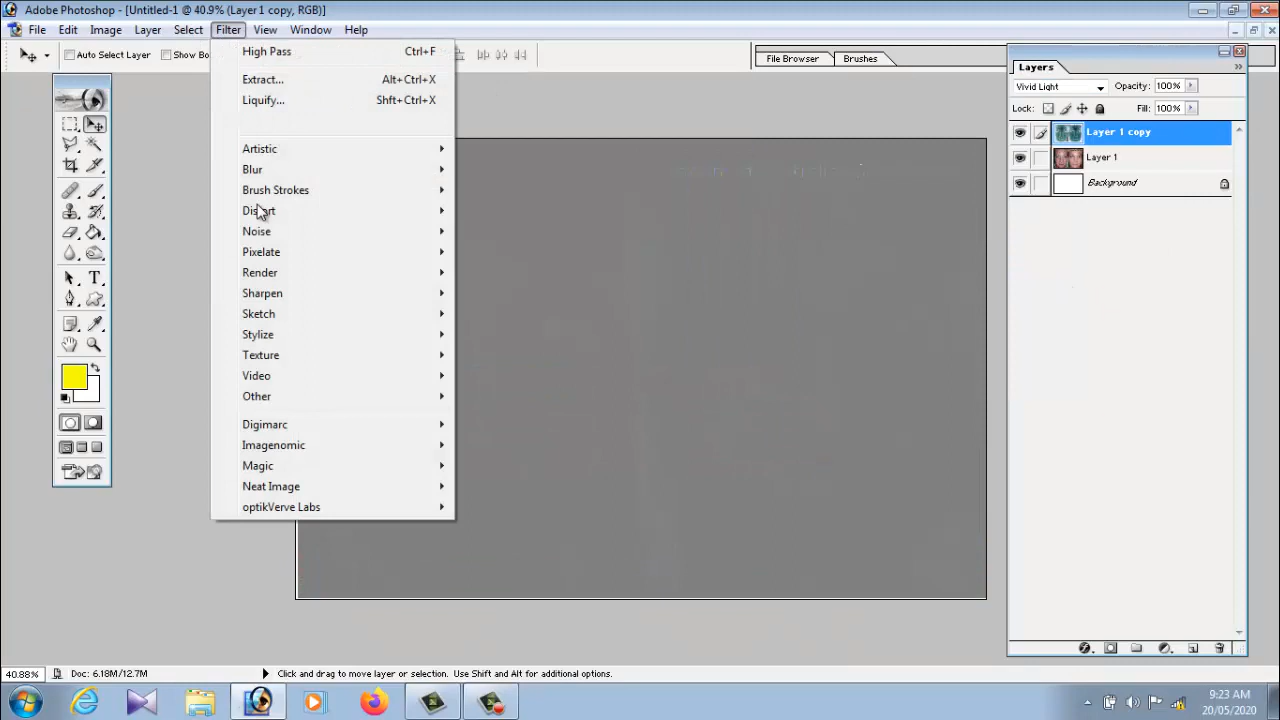 Adobe Photoshop - [Untitled-1 @ 40.9% (Layer 1 copy, RGB)]
File Edit Image Layer Select Filter View Window Help
Auto Select Layer Show Bou
File Browser Brushes
High Pass Ctrl+F
Extract... Alt+Ctrl+X
Liquify... Shft+Ctrl+X
Artistic
Blur
Brush Strokes
Distort
Noise
Pixelate
Render
Sharpen
Sketch
Stylize
Texture
Video
Other
Digimarc
Imagenomic
Magic
Neat Image
optikVerve Labs
Layers
Vivid Light Opacity: 100%
Lock: Fill: 100%
Layer 1 copy
Layer 1
Background
40.88% Doc: 6.18M/12.7M Click and drag to move layer or selection. Use Shift and Alt for additional options.
9:23 AM
20/05/2020